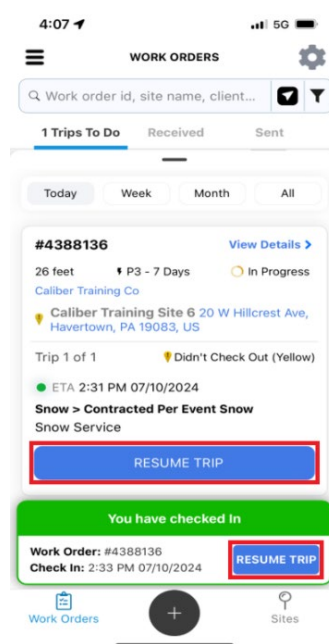 4:07
5G
WORK ORDERS
Work order id, site name, client...
1 Trips To Do Received Sent
Today Week Month All
#4388136 View Details >
26 feet P3 - 7 Days In Progress
Caliber Training Co
Caliber Training Site 6 20 W Hillcrest Ave,
Havertown, PA 19083, US
Trip 1 of 1 Didn't Check Out (Yellow)
ETA 2:31 PM 07/10/2024
Snow > Contracted Per Event Snow
Snow Service
RESUME TRIP
You have checked In
Work Order: #4388136
Check In: 2:33 PM 07/10/2024
RESUME TRIP
Work Orders + Sites